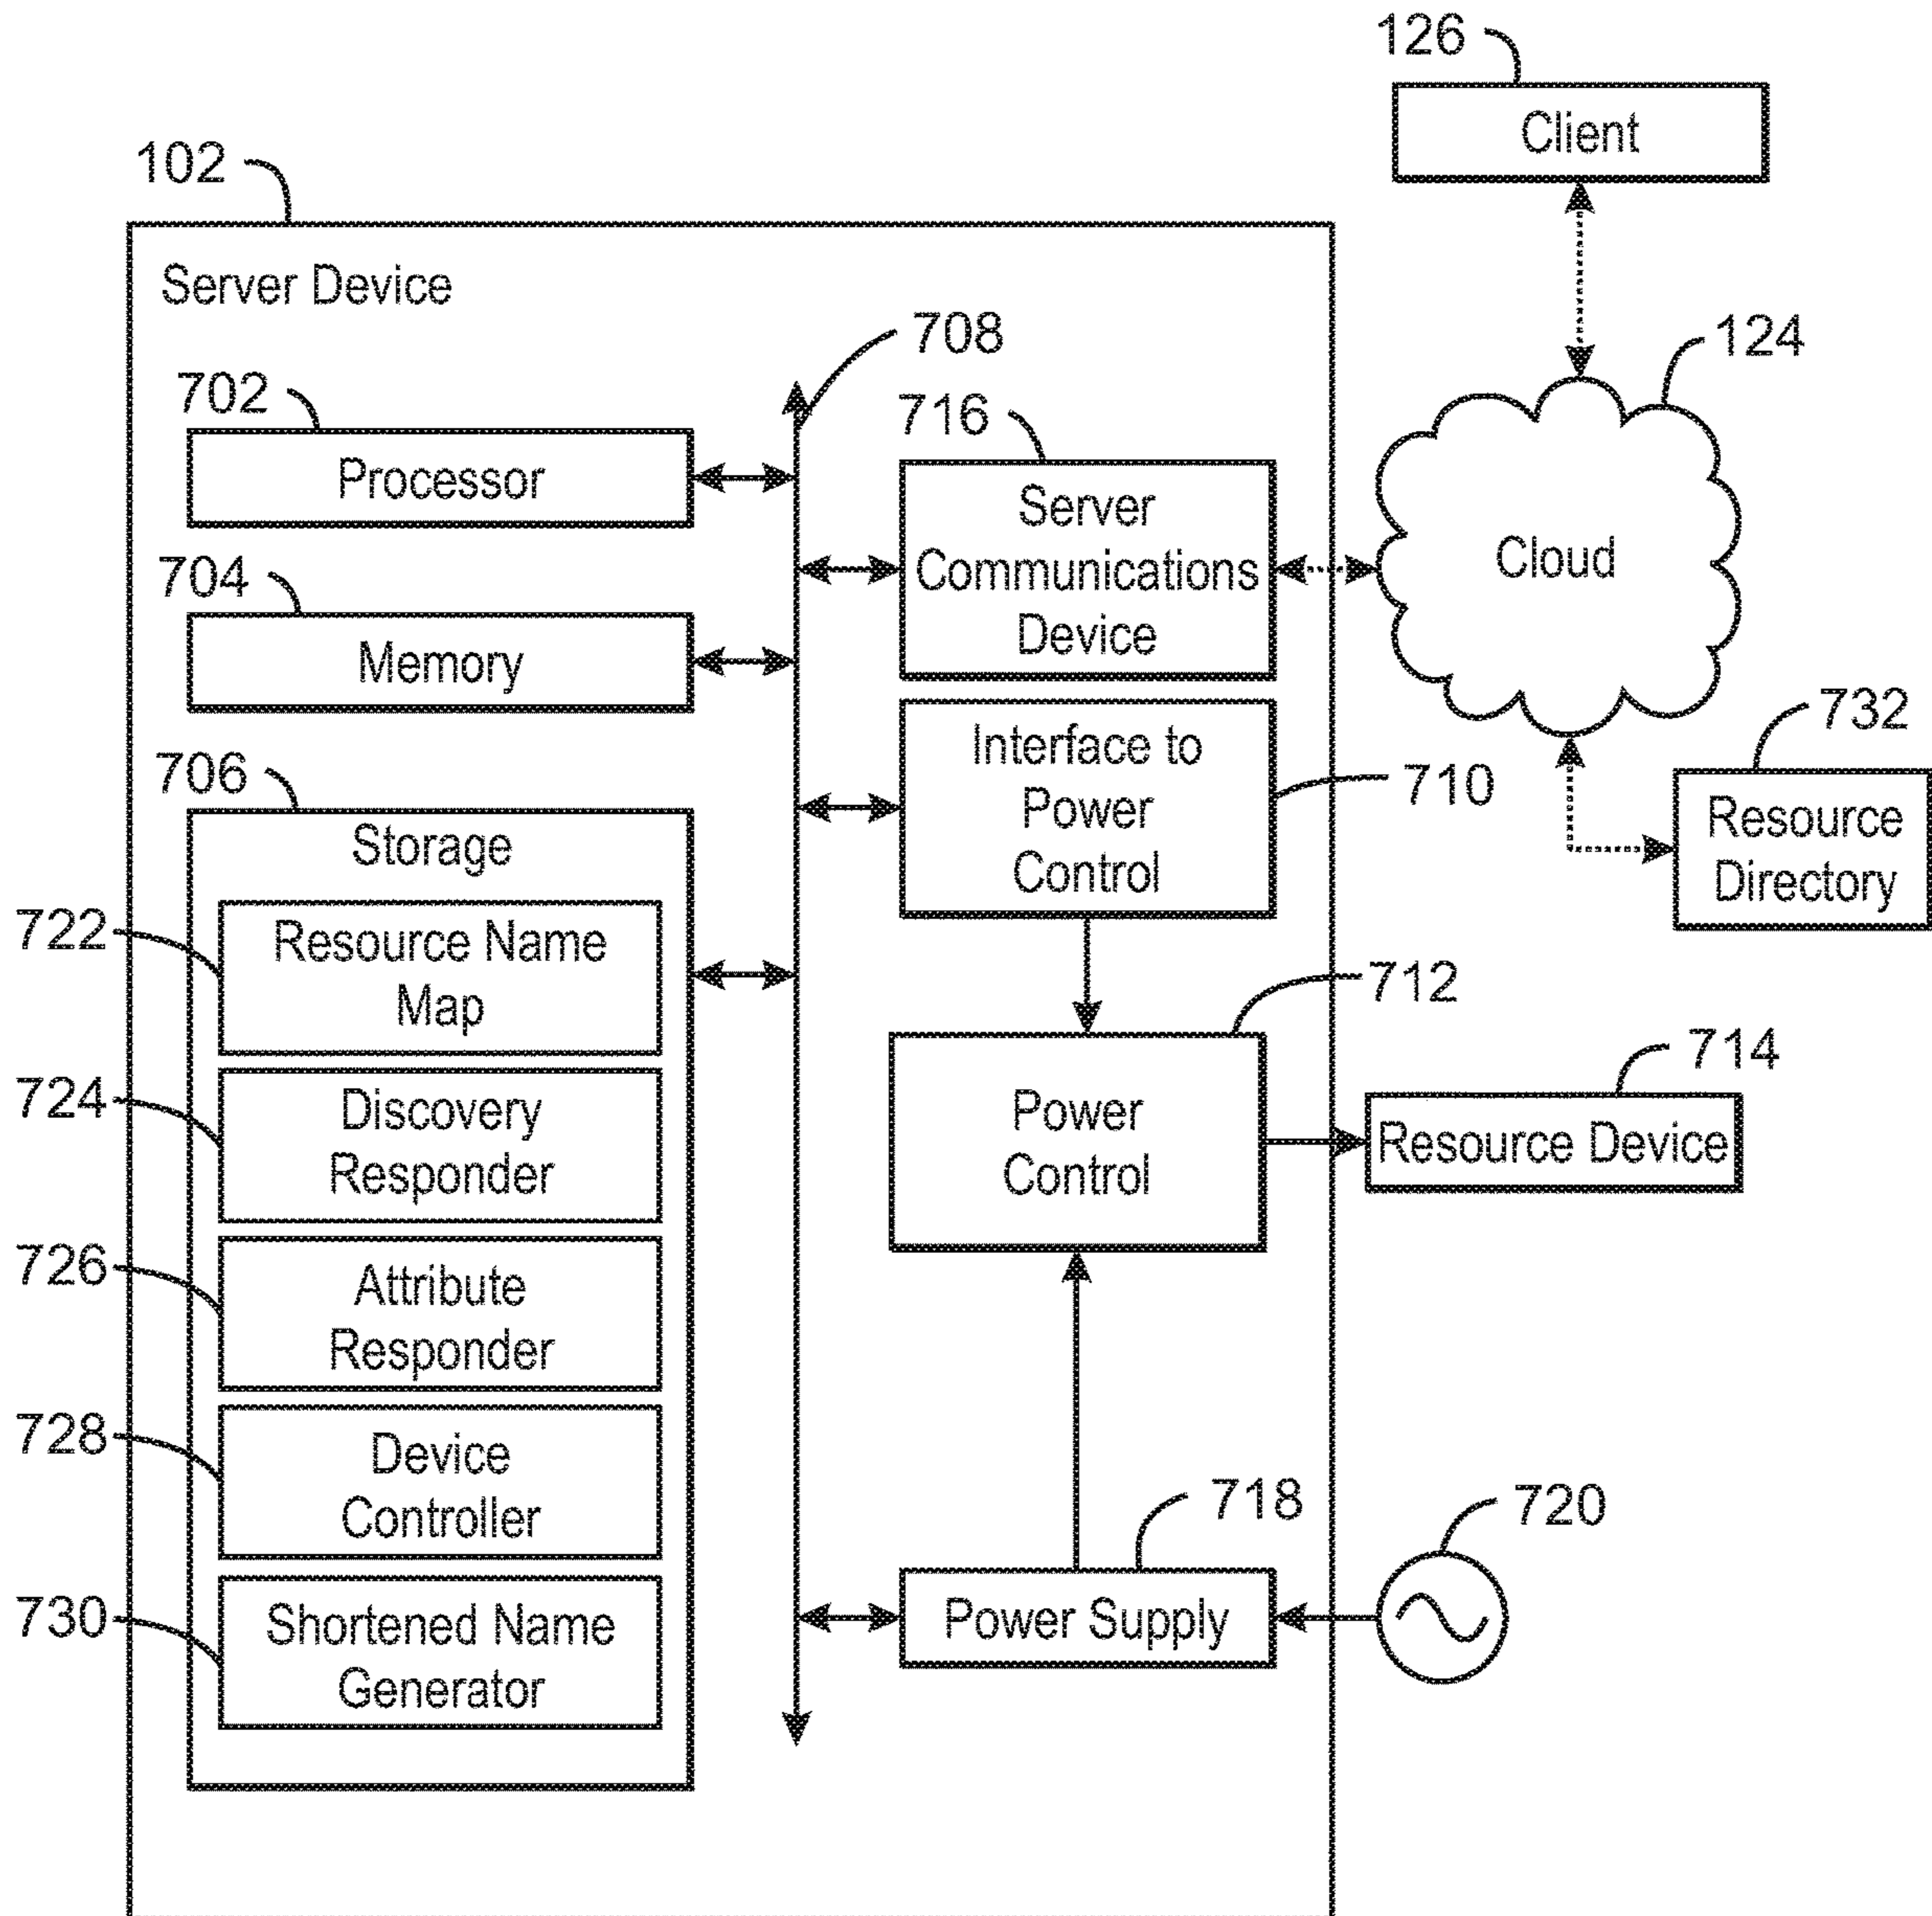 126
Client
102
Server Device
124
708
702
716
Processor
Server
Communications
Device
Cloud
704
Memory
732
706
Interface to
Power
Control
710
Resource
Directory
Storage
722
Resource Name
Map
712
714
724
Discovery
Responder
Power
Control
Resource Device
726
Attribute
Responder
728
Device
Controller
718
720
730
Shortened Name
Generator
Power Supply